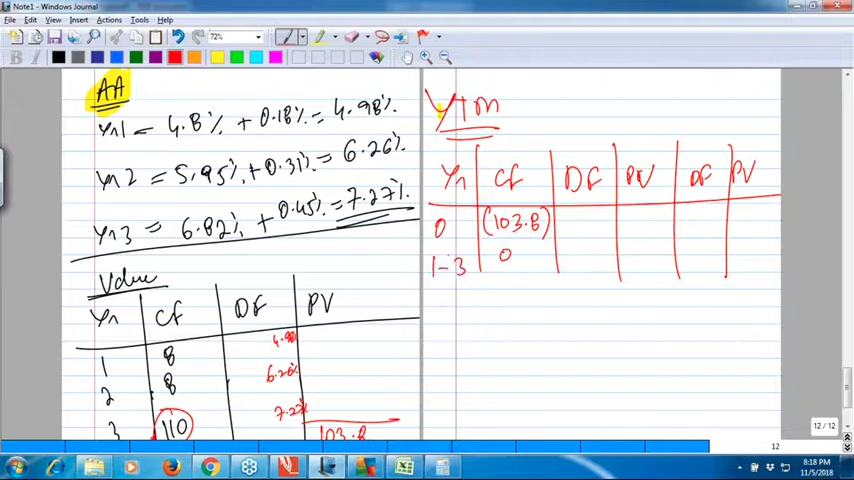 Note1 - Windows Journal
File Edit View Insert Actions Tools Help
72%
AA
Yr1 = 4.8% + 0.18% = 4.98%
Yr2 = 5.95% + 0.31% = 6.26%
Yr3 = 6.82% + 0.45% = 7.27%
Value
Yr CF DF PV
1 8 4.98
2 8 6.26%
3 110 7.27%
103.8
YTM
Yr CF DF PV DF PV
0 (103.8)
1-3 0
12 / 12
12
8:18 PM
11/5/2018